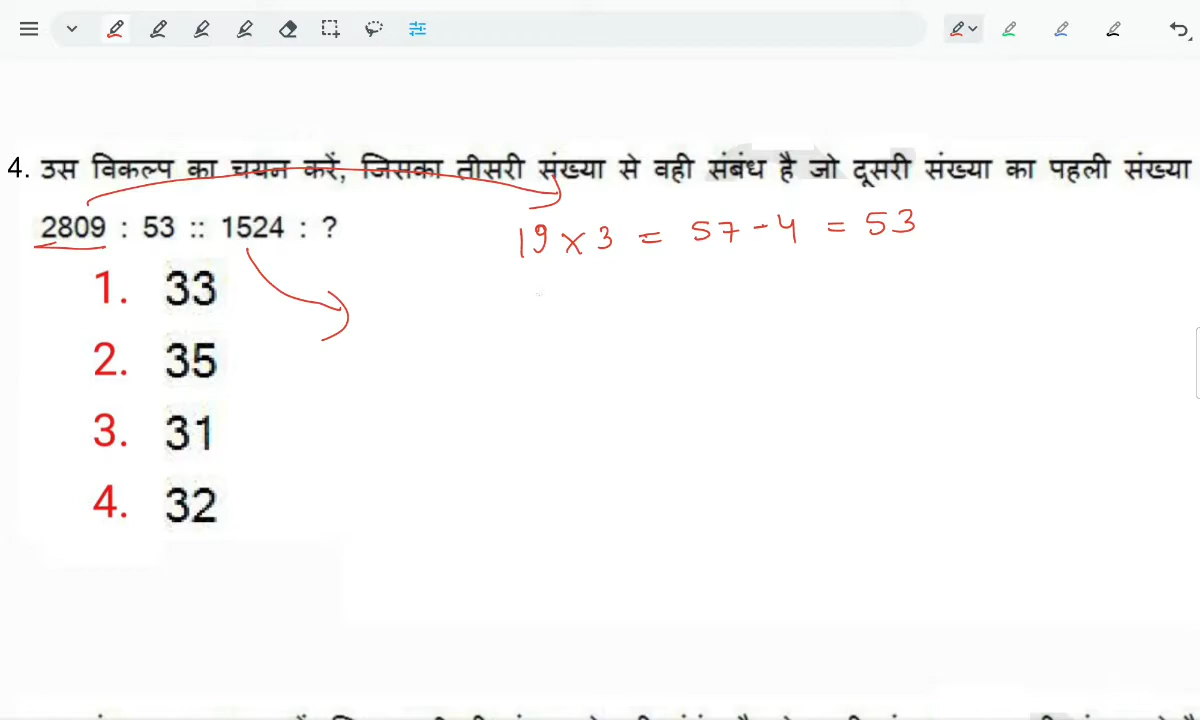 4. उस विकल्प का चयन करें, जिसका तीसरी संख्या से वही संबंध है जो दूसरी संख्या का पहली संख्या
2809 : 53 :: 1524 : ?
19 x 3 = 57 - 4 = 53
1. 33
2. 35
3. 31
4. 32